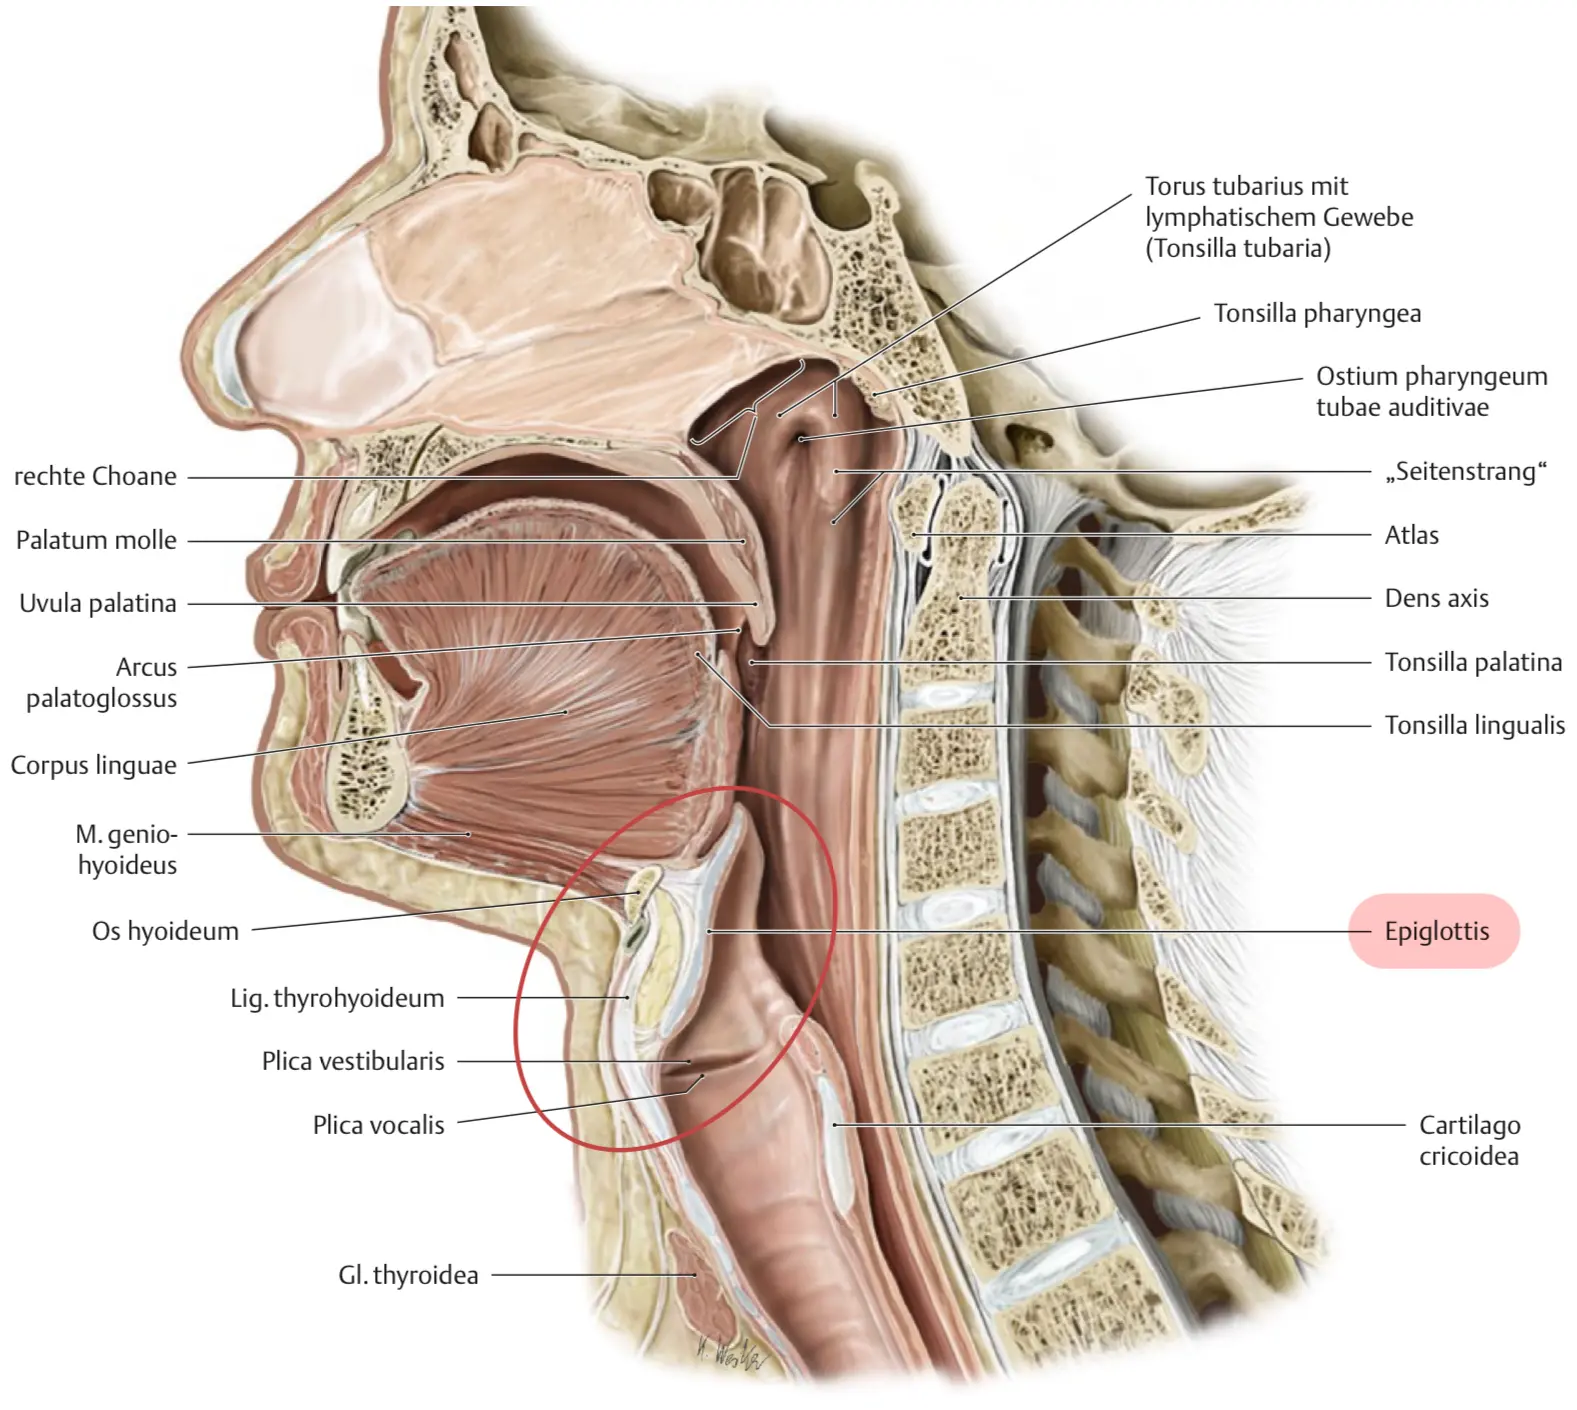 Torus tubarius mit
lymphatischem Gewebe
(Tonsilla tubaria)
Tonsilla pharyngea
Ostium pharyngeum
tubae auditivae
„Seitenstrang“
Atlas
Dens axis
Tonsilla palatina
Tonsilla lingualis
Epiglottis
Cartilago
cricoidea
rechte Choane
Palatum molle
Uvula palatina
Arcus
palatoglossus
Corpus linguae
M. genio-
hyoideus
Os hyoideum
Lig. thyrohyoideum
Plica vestibularis
Plica vocalis
Gl. thyroidea